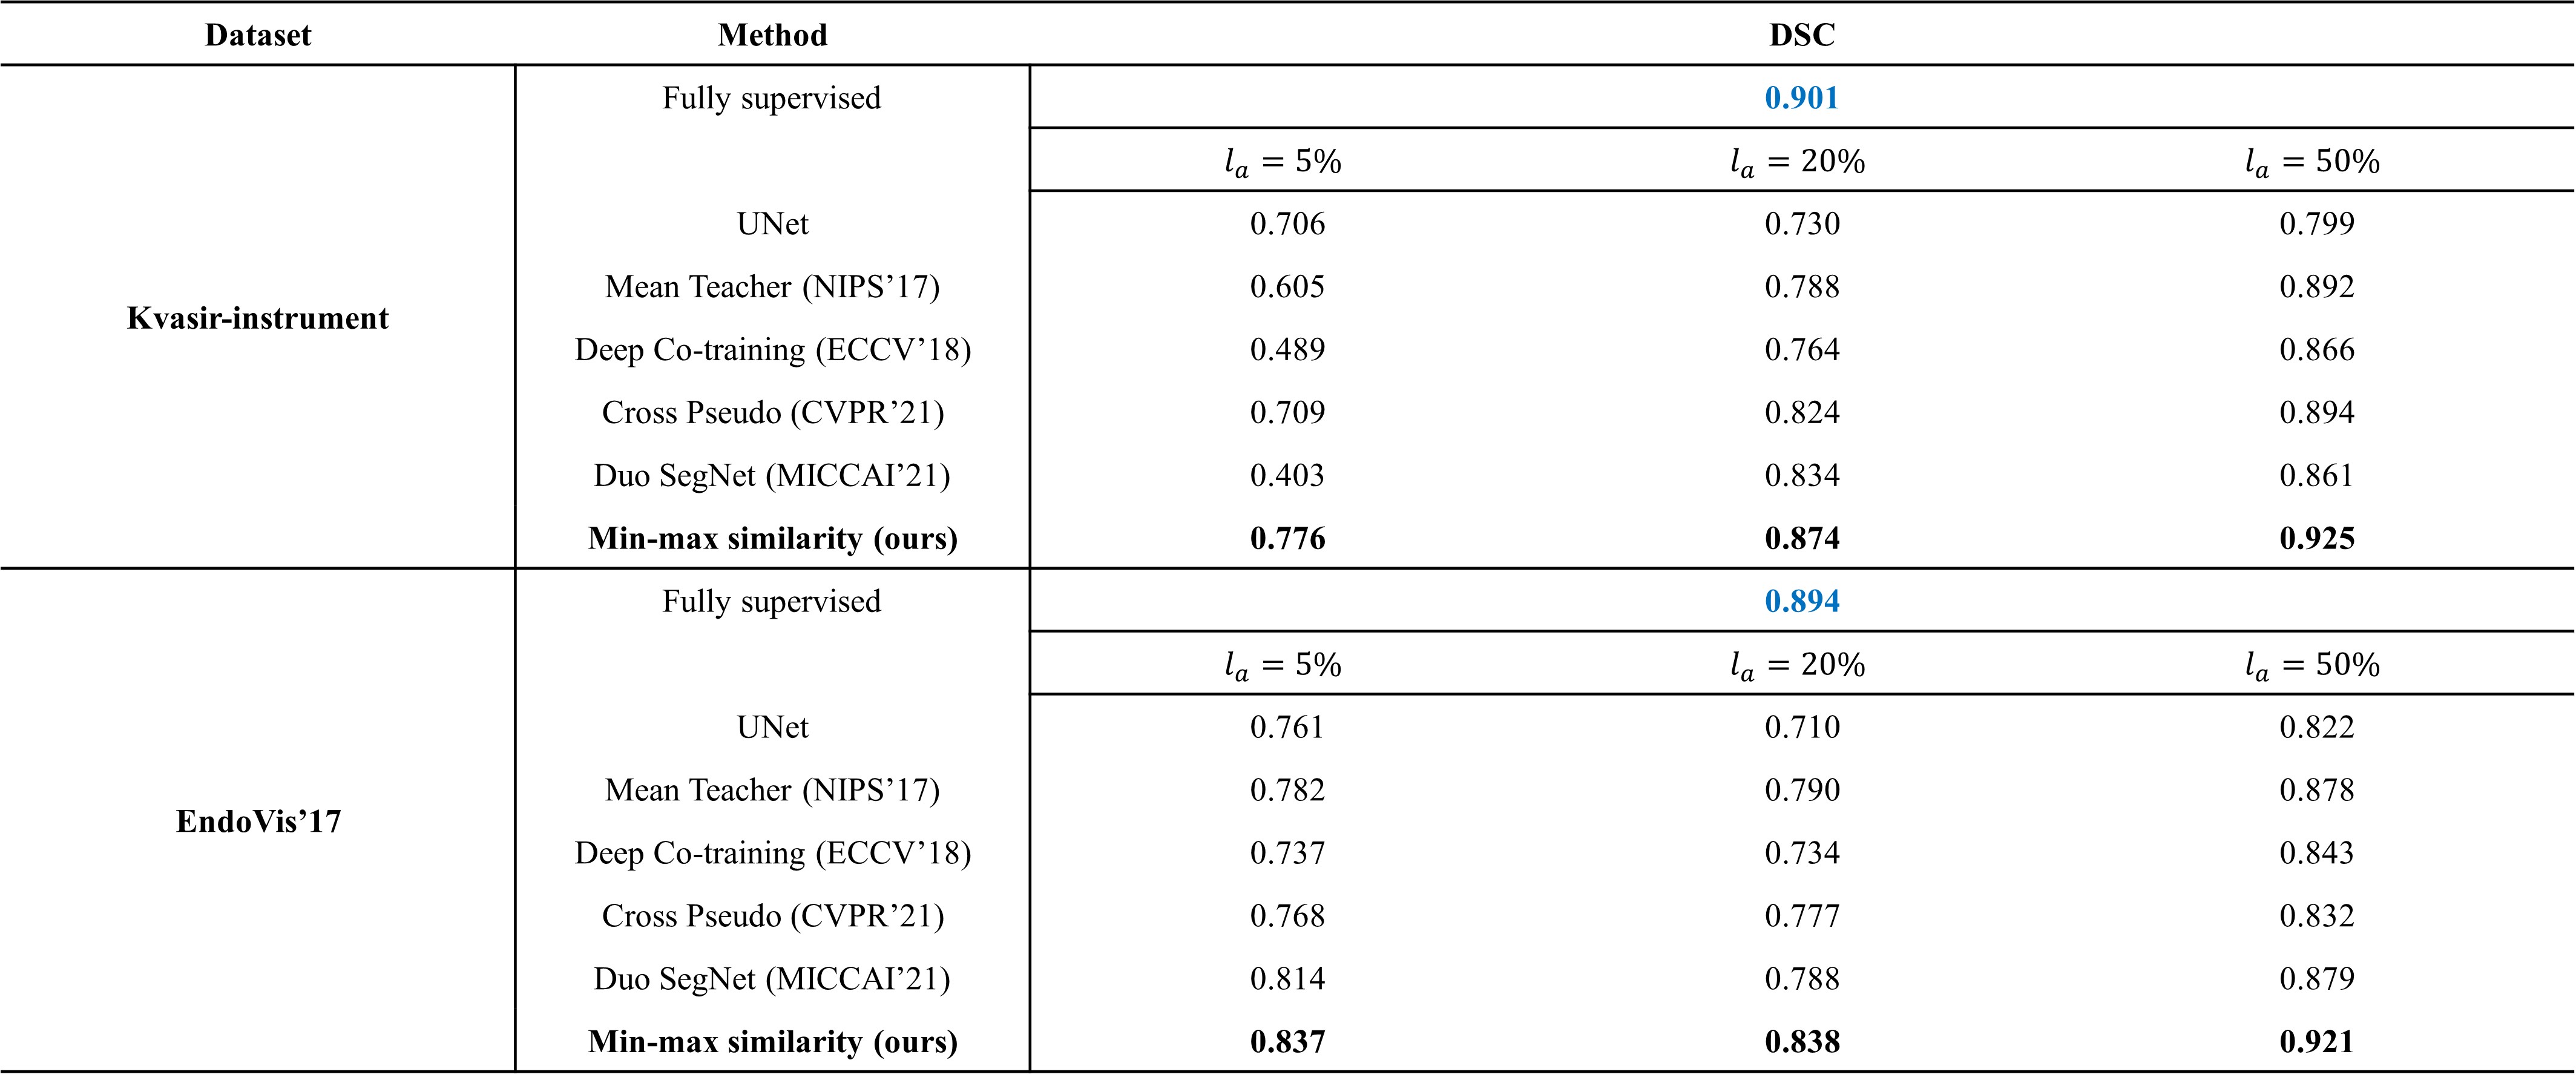 Dataset Method DSC
Fully supervised 0.901
Kvasir-instrument
𝑙ₐ = 5% 𝑙ₐ = 20% 𝑙ₐ = 50%
UNet 0.706 0.730 0.799
Mean Teacher (NIPS’17) 0.605 0.788 0.892
Deep Co-training (ECCV’18) 0.489 0.764 0.866
Cross Pseudo (CVPR’21) 0.709 0.824 0.894
Duo SegNet (MICCAI’21) 0.403 0.834 0.861
Min-max similarity (ours) 0.776 0.874 0.925
Fully supervised 0.894
EndoVis’17
𝑙ₐ = 5% 𝑙ₐ = 20% 𝑙ₐ = 50%
UNet 0.761 0.710 0.822
Mean Teacher (NIPS’17) 0.782 0.790 0.878
Deep Co-training (ECCV’18) 0.737 0.734 0.843
Cross Pseudo (CVPR’21) 0.768 0.777 0.832
Duo SegNet (MICCAI’21) 0.814 0.788 0.879
Min-max similarity (ours) 0.837 0.838 0.921